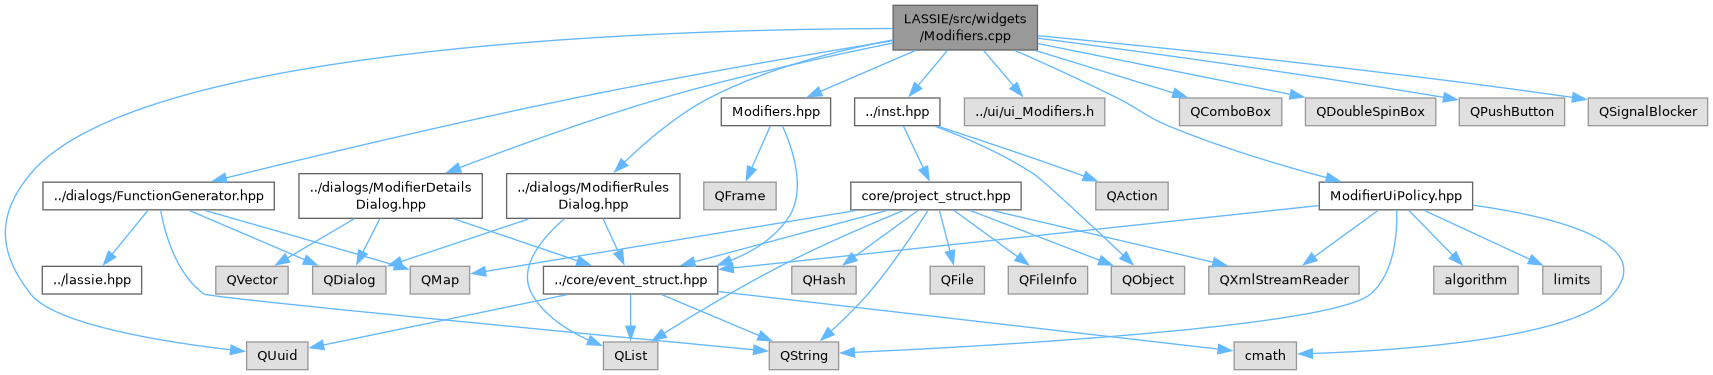 LASSIE/src/widgets
/Modifiers.cpp
Modifiers.hpp
../inst.hpp
../ui/ui_Modifiers.h
QComboBox
QDoubleSpinBox
QPushButton
QSignalBlocker
../dialogs/FunctionGenerator.hpp
../dialogs/ModifierDetails
Dialog.hpp
../dialogs/ModifierRules
Dialog.hpp
QFrame
core/project_struct.hpp
QAction
ModifierUiPolicy.hpp
../lassie.hpp
QVector
QDialog
QMap
../core/event_struct.hpp
QHash
QFile
QFileInfo
QObject
QXmlStreamReader
algorithm
limits
QUuid
QList
QString
cmath